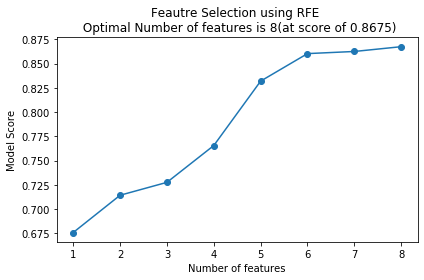 Feautre Selection using RFE
Optimal Number of features is 8(at score of 0.8675)
0.875
0.850
0.825
0.800
0.775
0.750
0.725
0.700
0.675
Model Score
1 2 3 4 5 6 7 8
Number of features